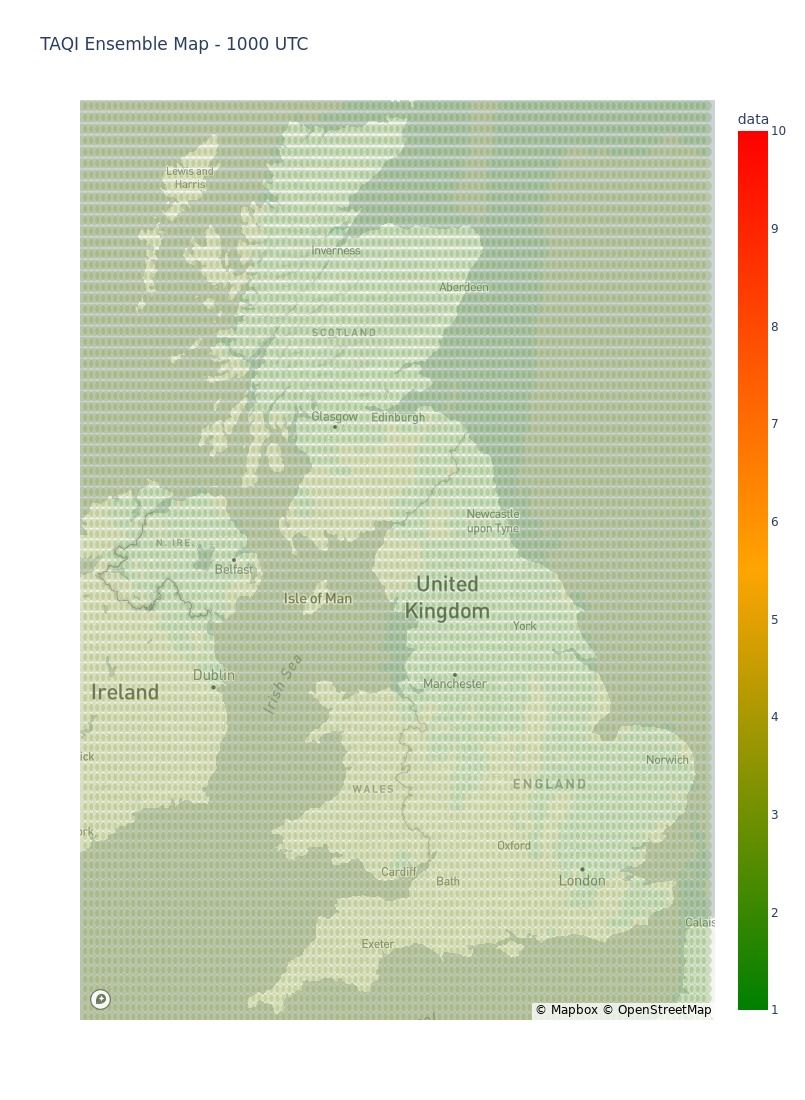 TAQI Ensemble Map - 1000 UTC
data
10
9
8
7
6
5
4
3
2
1
Lewis and
Harris
Inverness
Aberdeen
SCOTLAND
Glasgow
Edinburgh
Newcastle
upon Tyne
N. IRE.
Belfast
Isle of Man
United
Kingdom
York
Irish Sea
Dublin
Manchester
Ireland
ick
Norwich
WALES
ENGLAND
ork
Oxford
Cardiff
Bath
London
Calais
Exeter
© Mapbox © OpenStreetMap